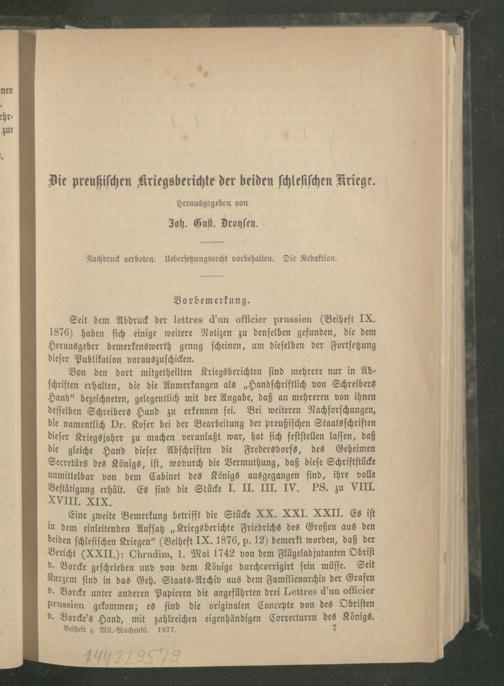 nen
ehr-
zur
Die preußischen Kriegsberichte der beiden schlesischen Kriege.
Herausgegeben von
Joh. Gust. Droysen.
Nachdruck verboten. Uebersetzungsrecht vorbehalten. Die Redaktion.
Vorbemerkung.
Seit dem Abdruck der lettres d'un officier prussien (Beiheft IX.
1876) haben sich einige weitere Notizen zu denselben gefunden, die dem
Herausgeber bemerkenswerth genug scheinen, um dieselben der Fortsetzung
dieser Publikation vorauszuschicken.
Von den dort mitgetheilten Kriegsberichten sind mehrere nur in Ab-
schriften erhalten, die die Anmerkungen als „Handschriftlich von Schreibers
Hand“ bezeichneten, gelegentlich mit der Angabe, daß an mehreren von ihnen
desselben Schreibers Hand zu erkennen sei. Bei weiteren Nachforschungen,
die namentlich Dr. Koser bei der Bearbeitung der preußischen Staatsschriften
dieser Kriegsjahre zu machen veranlaßt war, hat sich feststellen lassen, daß
die gleiche Hand dieser Abschriften die Fredersdorfs, des Geheimen
Secretärs des Königs, ist, wodurch die Vermuthung, daß diese Schriftstücke
unmittelbar von dem Cabinet des Königs ausgegangen sind, ihre volle
Bestätigung erhält. Es sind die Stücke I. II. III. IV. PS. zu VIII.
XVIII. XIX.
Eine zweite Bemerkung betrifft die Stücke XX. XXI. XXII. Es ist
in dem einleitenden Aufsatz „Kriegsberichte Friedrichs des Großen aus den
beiden schlesischen Kriegen“ (Beiheft IX. 1876, p. 12) bemerkt worden, daß der
Bericht (XXII.): Chrudim, 1. Mai 1742 von dem Flügeladjutanten Obrist
v. Borcke geschrieben und von dem Könige durchcorrigirt sein müsse. Seit
Kurzem sind in das Geh. Staats-Archiv aus dem Familienarchiv der Grafen
v. Borcke unter anderen Papieren die angeführten drei Lettres d'un officier
prussien gekommen; es sind die originalen Concepte von des Obristen
v. Borcke's Hand, mit zahlreichen eigenhändigen Correcturen des Königs.
Beiheft z. Mil.-Wochenbl. 1877. 7
144229579